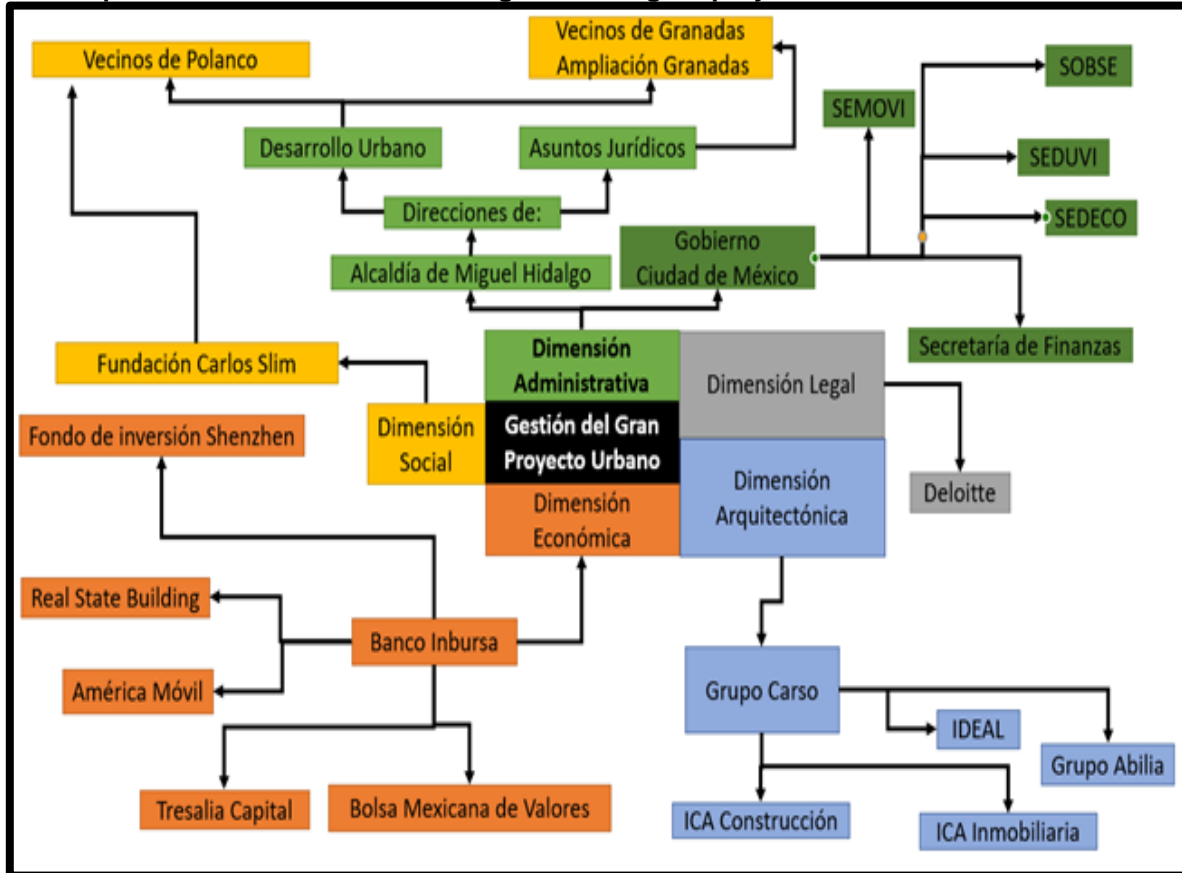 Vecinos de Polanco
Vecinos de Granadas
Ampliación Granadas
SOBSE
SEMOVI
Desarrollo Urbano
Asuntos Jurídicos
SEDUVI
Direcciones de:
SEDECO
Gobierno
Ciudad de México
Alcaldía de Miguel Hidalgo
Secretaría de Finanzas
Fundación Carlos Slim
Dimensión
Administrativa
Dimensión Legal
Fondo de inversión Shenzhen
Dimensión
Social
Gestión del Gran
Proyecto Urbano
Dimensión
Arquitectónica
Deloitte
Dimensión
Económica
Real State Building
Banco Inbursa
América Móvil
Grupo Carso
IDEAL
Grupo Abilia
Tresalia Capital
Bolsa Mexicana de Valores
ICA Construcción
ICA Inmobiliaria